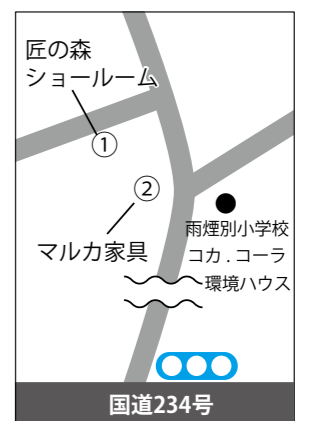 匠の森
ショールーム
①
②
マルカ家具
雨煙別小学校
コカ．コーラ
環境ハウス
国道234号